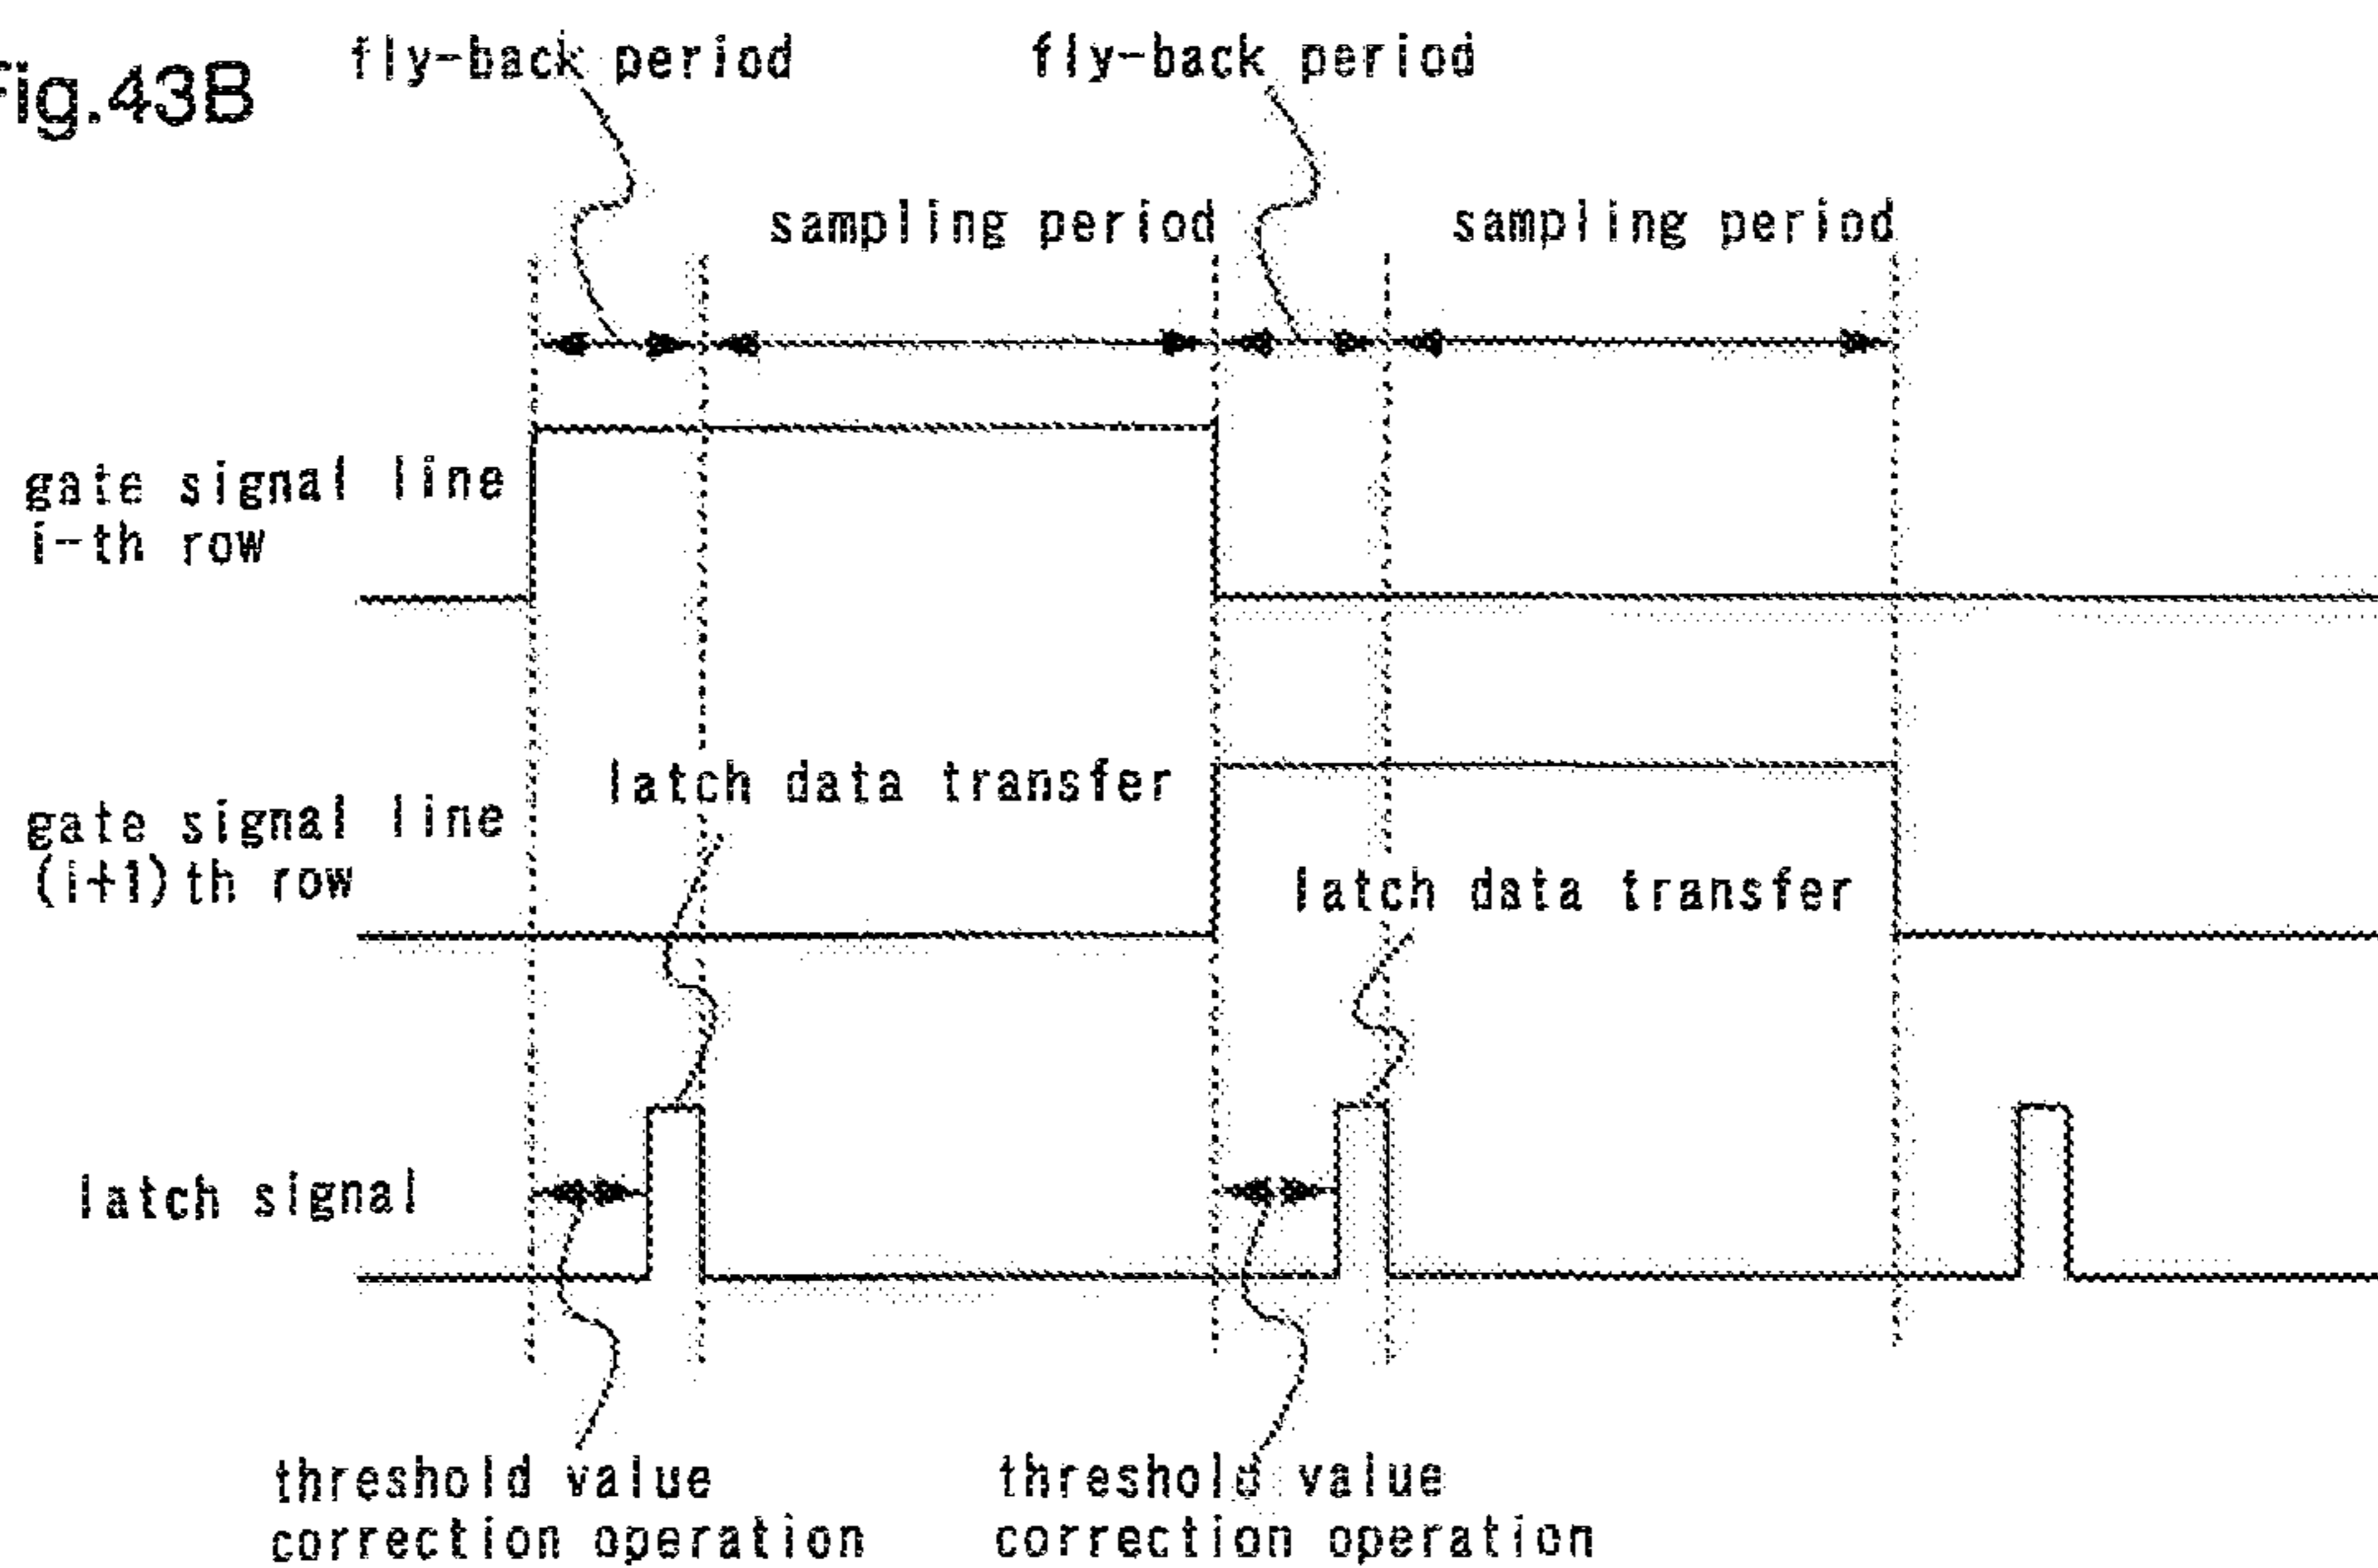 Fig.43B
fly-back period
fly-back period
sampling period
sampling period
gate signal line
i-th row
latch data transfer
gate signal line
(i+1)th row
latch data transfer
latch signal
threshold value
correction operation
threshold value
correction operation